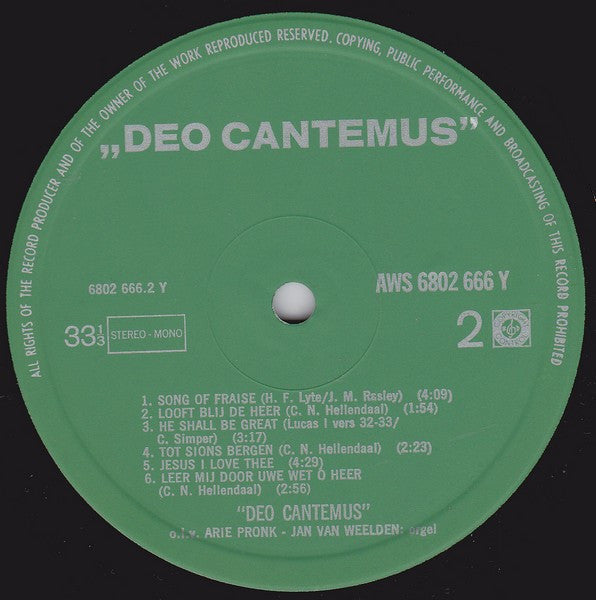 ALL RIGHTS OF THE RECORD PRODUCER AND OF THE OWNER OF THE WORK REPRODUCED RESERVED. COPYING, PUBLIC PERFORMANCE AND BROADCASTING OF THIS RECORD PROHIBITED
„DEO CANTEMUS”
6802 666.2 Y
AWS 6802 666 Y
33 1/3 STEREO - MONO
2
1. SONG OF FRAISE (H. F. Lyte/J. M. Rasley) (4:09)
2. LOOFT BLIJ DE HEER (C. N. Hellendaal) (1:54)
3. HE SHALL BE GREAT (Lucas I vers 32-33/
C. Simper) (3:17)
4. TOT SIONS BERGEN (C. N. Hellendaal) (2:23)
5. JESUS I LOVE THEE (4:29)
6. LEER MIJ DOOR UWE WET O HEER
(C. N. Hellendaal) (2:56)
"DEO CANTEMUS"
o.l.v. ARIE PRONK - JAN VAN WEELDEN: orgel